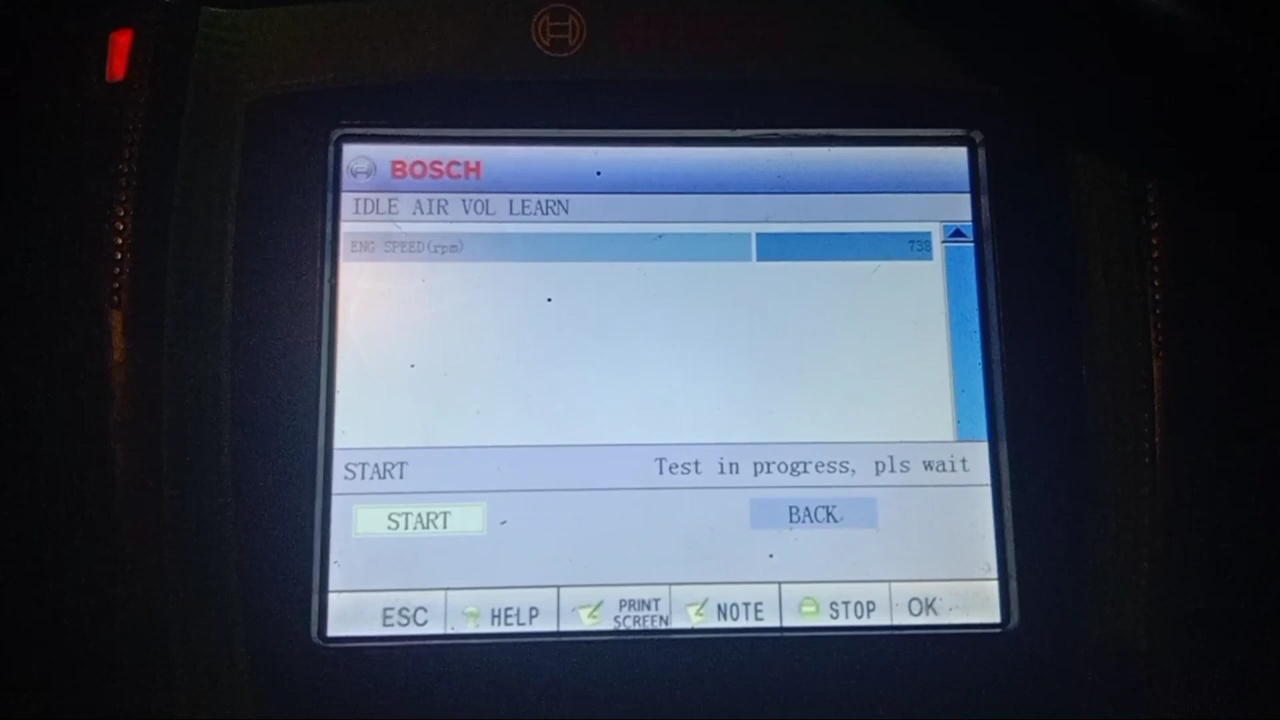 BOSCH
IDLE AIR VOL LEARN
ENG SPEED(rpm) 738
START Test in progress, pls wait
START BACK
ESC HELP PRINT SCREEN NOTE STOP OK